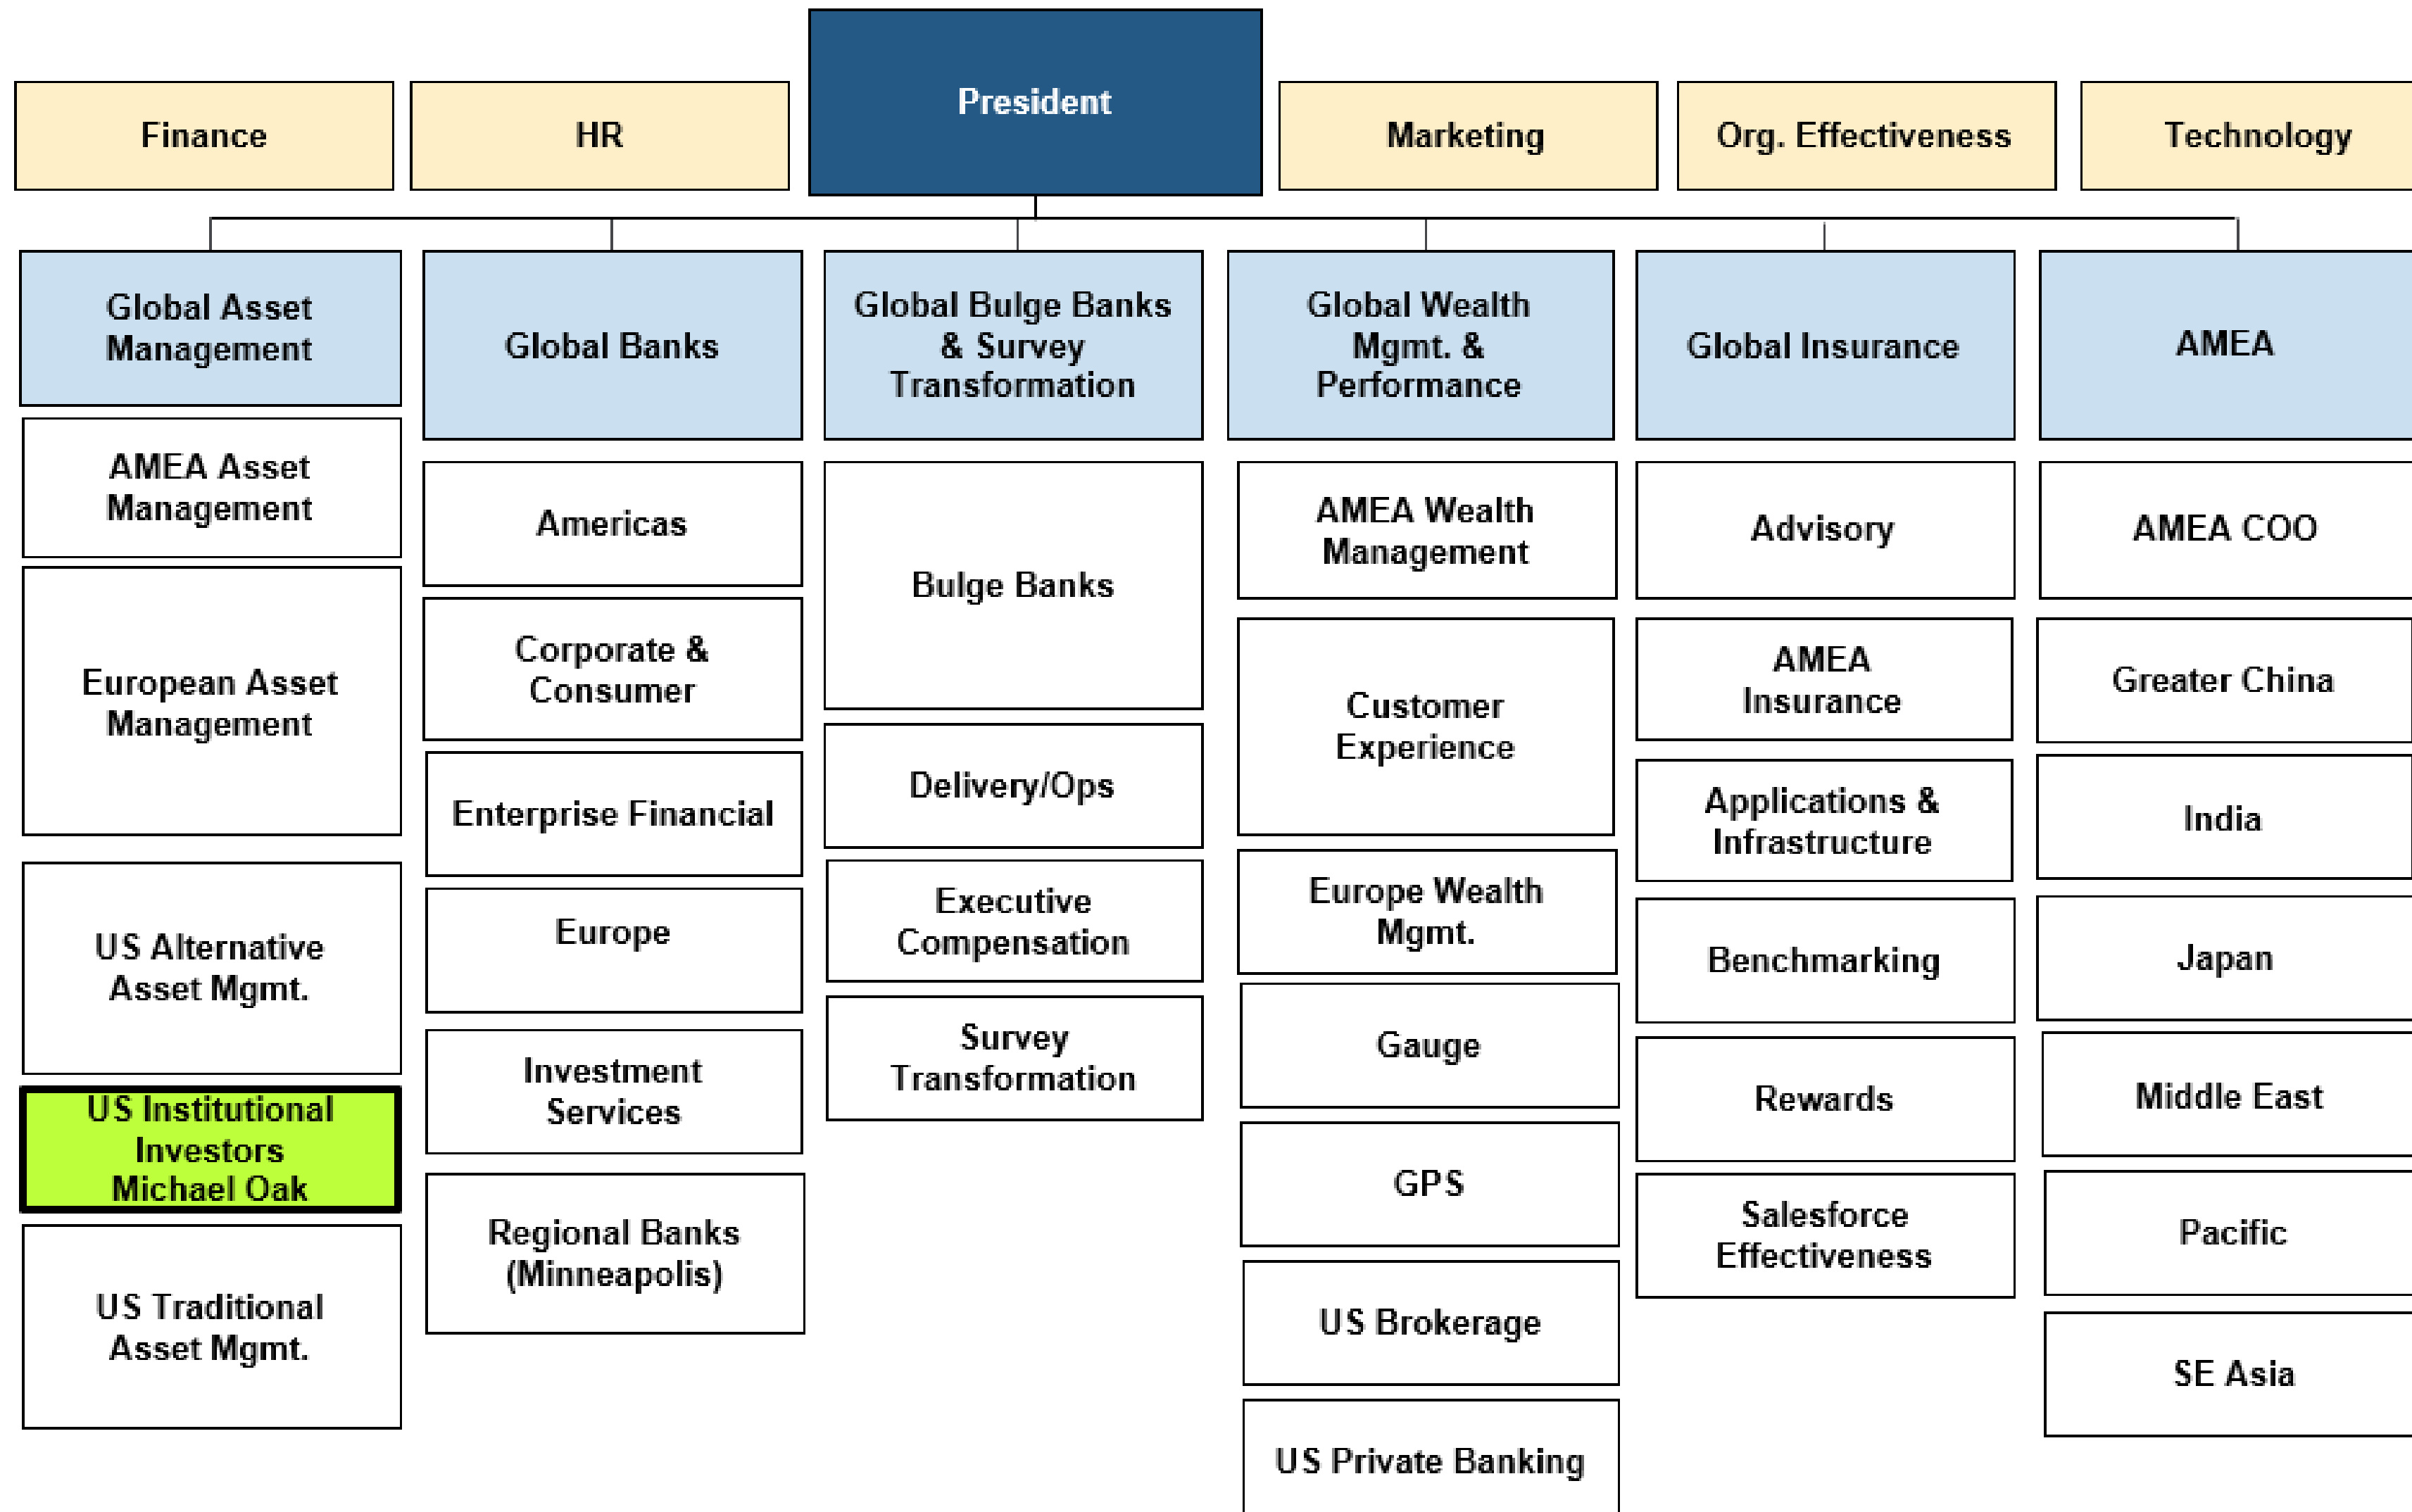 President
Finance
HR
Marketing
Org. Effectiveness
Technology
Global Asset
Management
AMEA Asset
Management
European Asset
Management
US Alternative
Asset Mgmt.
US Institutional
Investors
Michael Oak
US Traditional
Asset Mgmt.
Global Banks
Americas
Corporate &
Consumer
Enterprise Financial
Europe
Investment
Services
Regional Banks
(Minneapolis)
Global Bulge Banks
& Survey
Transformation
Bulge Banks
Delivery/Ops
Executive
Compensation
Survey
Transformation
Global Wealth
Mgmt. &
Performance
AMEA Wealth
Management
Customer
Experience
Europe Wealth
Mgmt.
Gauge
GPS
US Brokerage
US Private Banking
Global Insurance
Advisory
AMEA
Insurance
Applications &
Infrastructure
Benchmarking
Rewards
Salesforce
Effectiveness
AMEA
AMEA COO
Greater China
India
Japan
Middle East
Pacific
SE Asia